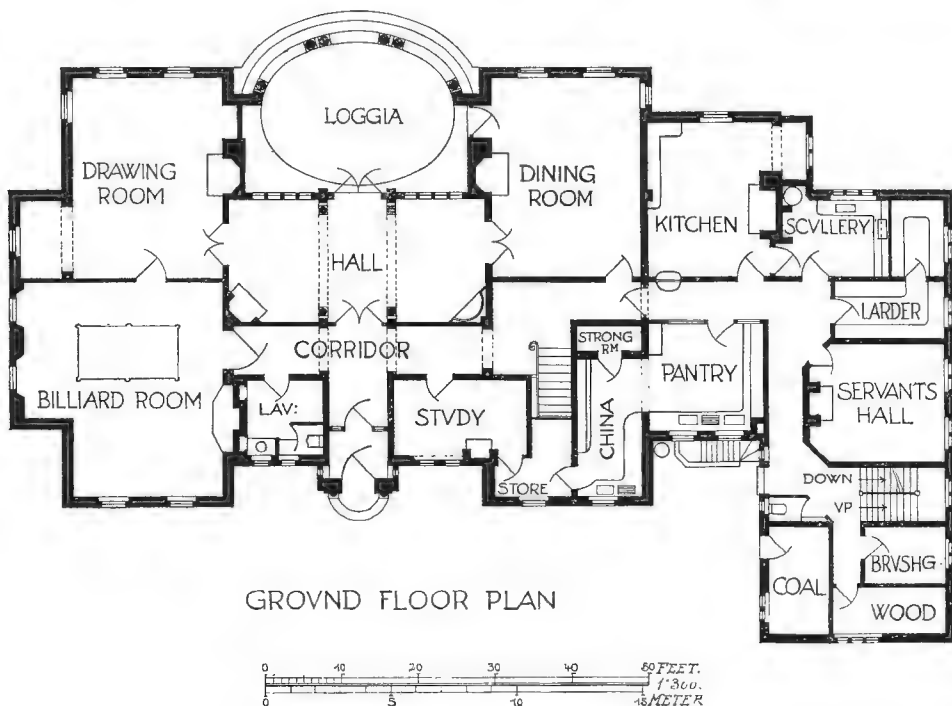 LOGGIA
DRAWING
ROOM
DINING
ROOM
KITCHEN
SCVLLERY
HALL
LARDER
CORRIDOR
STRONG
RM
PANTRY
BILLIARD ROOM
LAV:
STVDY
CHINA
SERVANTS
HALL
STORE
DOWN
VP
COAL
BRVSHG
WOOD
GROVND FLOOR PLAN
0 10 20 30 40 50 FEET.
1"300.
0 5 10 15 METER